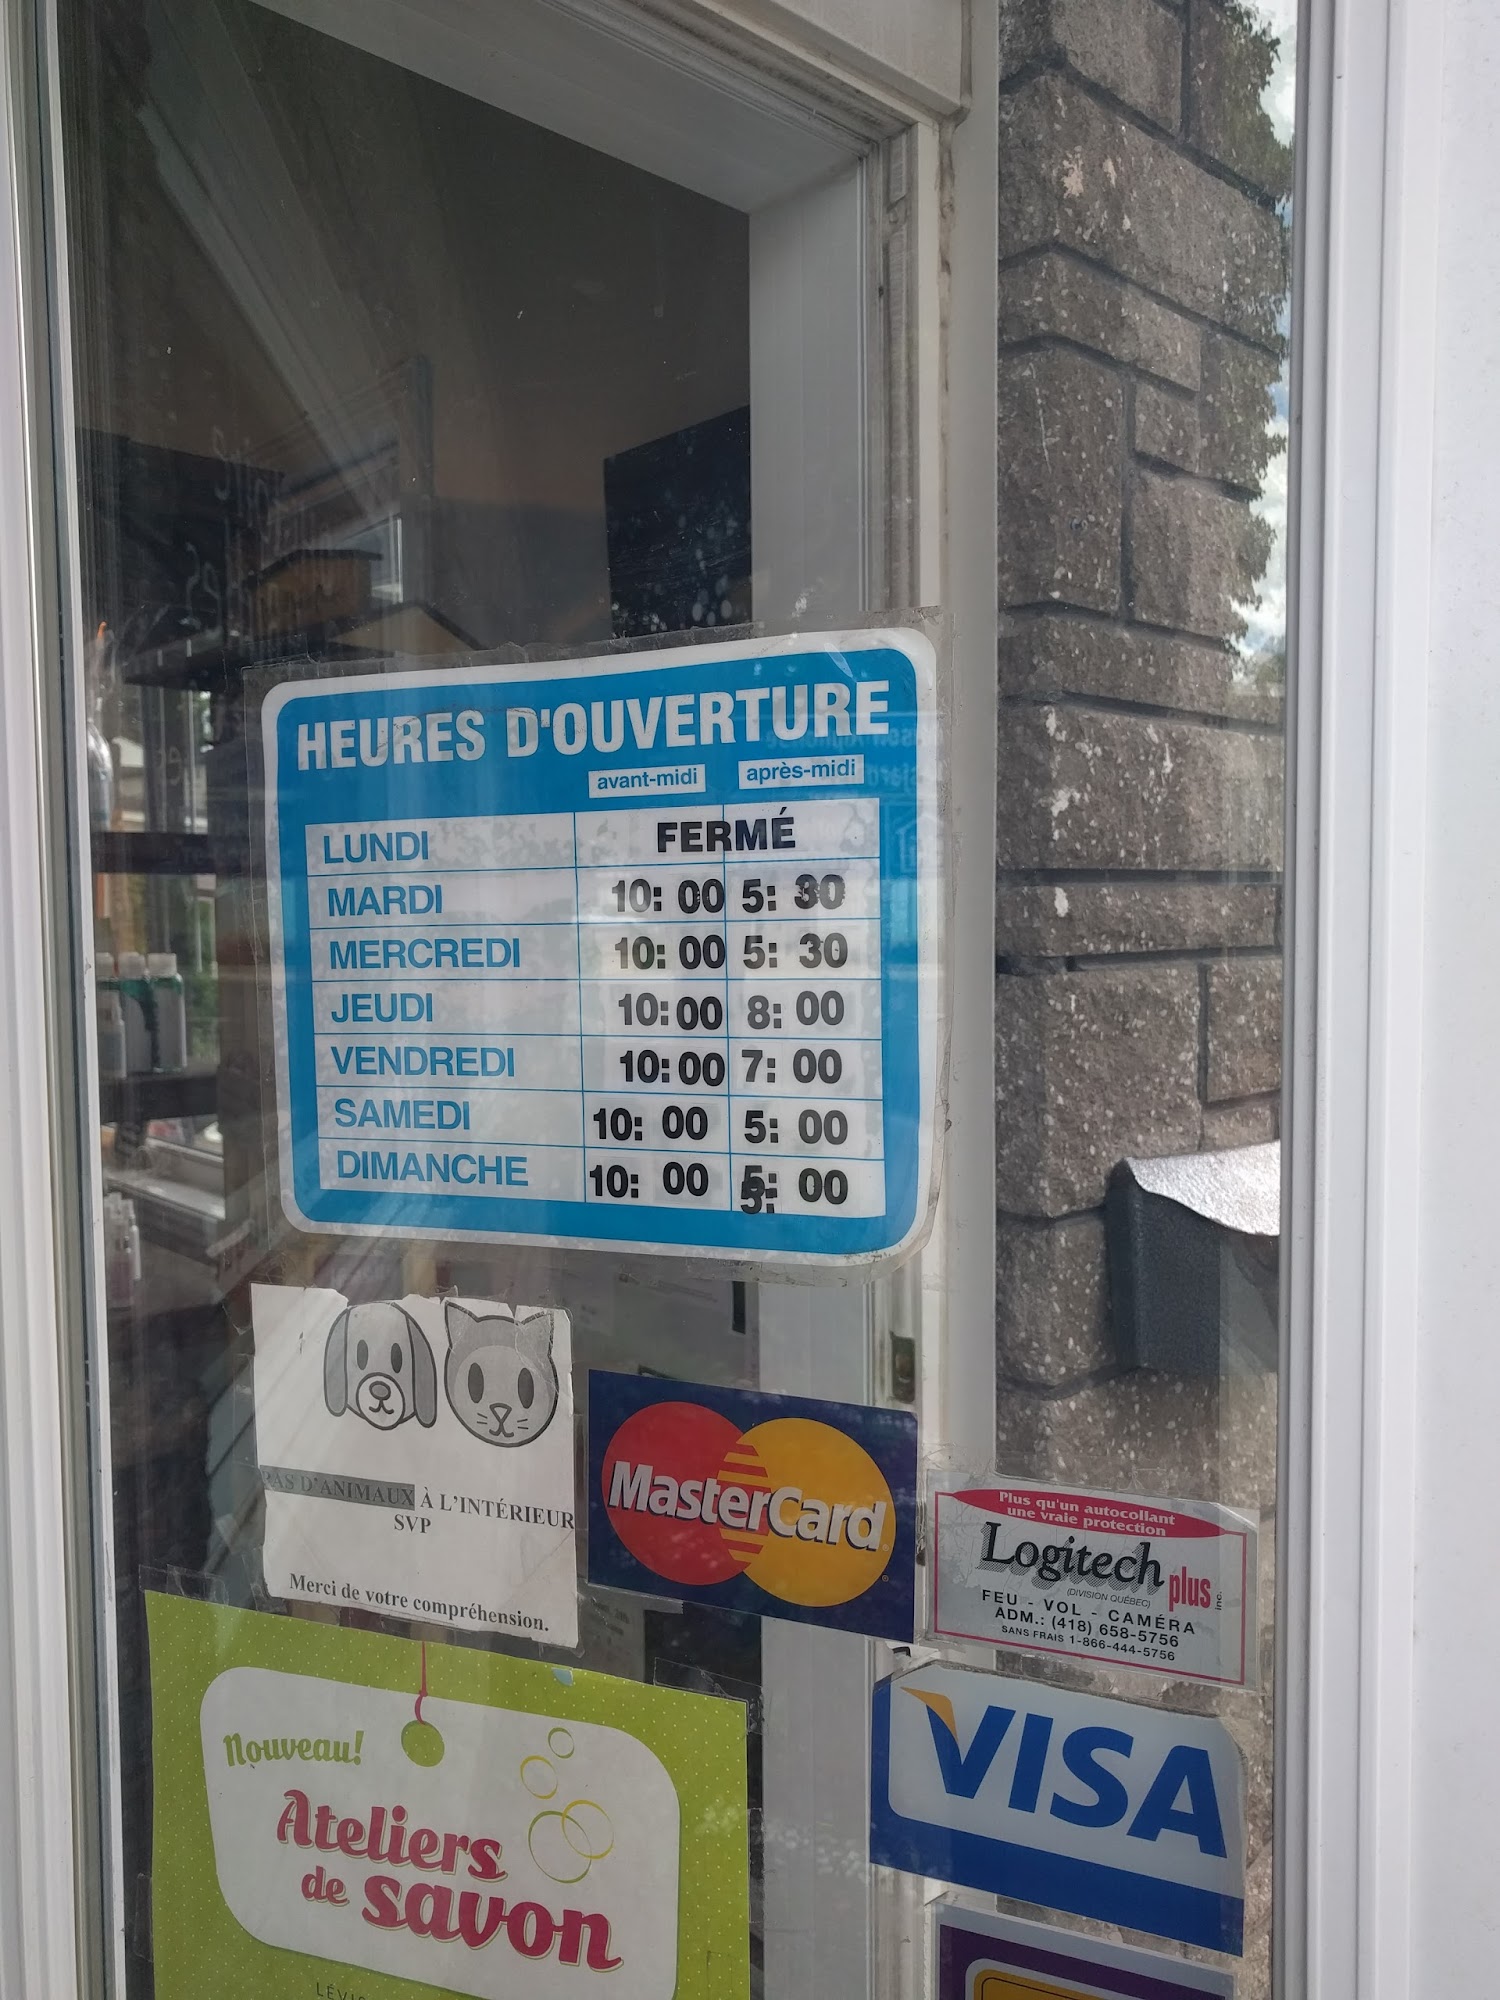 HEURES D'OUVERTURE
avant-midi après-midi
LUNDI FERMÉ
MARDI 10: 00 5: 30
MERCREDI 10: 00 5: 30
JEUDI 10: 00 8: 00
VENDREDI 10: 00 7: 00
SAMEDI 10: 00 5: 00
DIMANCHE 10: 00 5: 00
5:
PAS D'ANIMAUX À L'INTÉRIEUR
SVP
Merci de votre compréhension.
MasterCard
Plus qu'un autocollant
une vraie protection
Logitech plus inc.
(DIVISION QUÉBEC)
FEU - VOL - CAMÉRA
ADM.: (418) 658-5756
SANS FRAIS 1-866-444-5756
VISA
Nouveau!
Ateliers
de savon